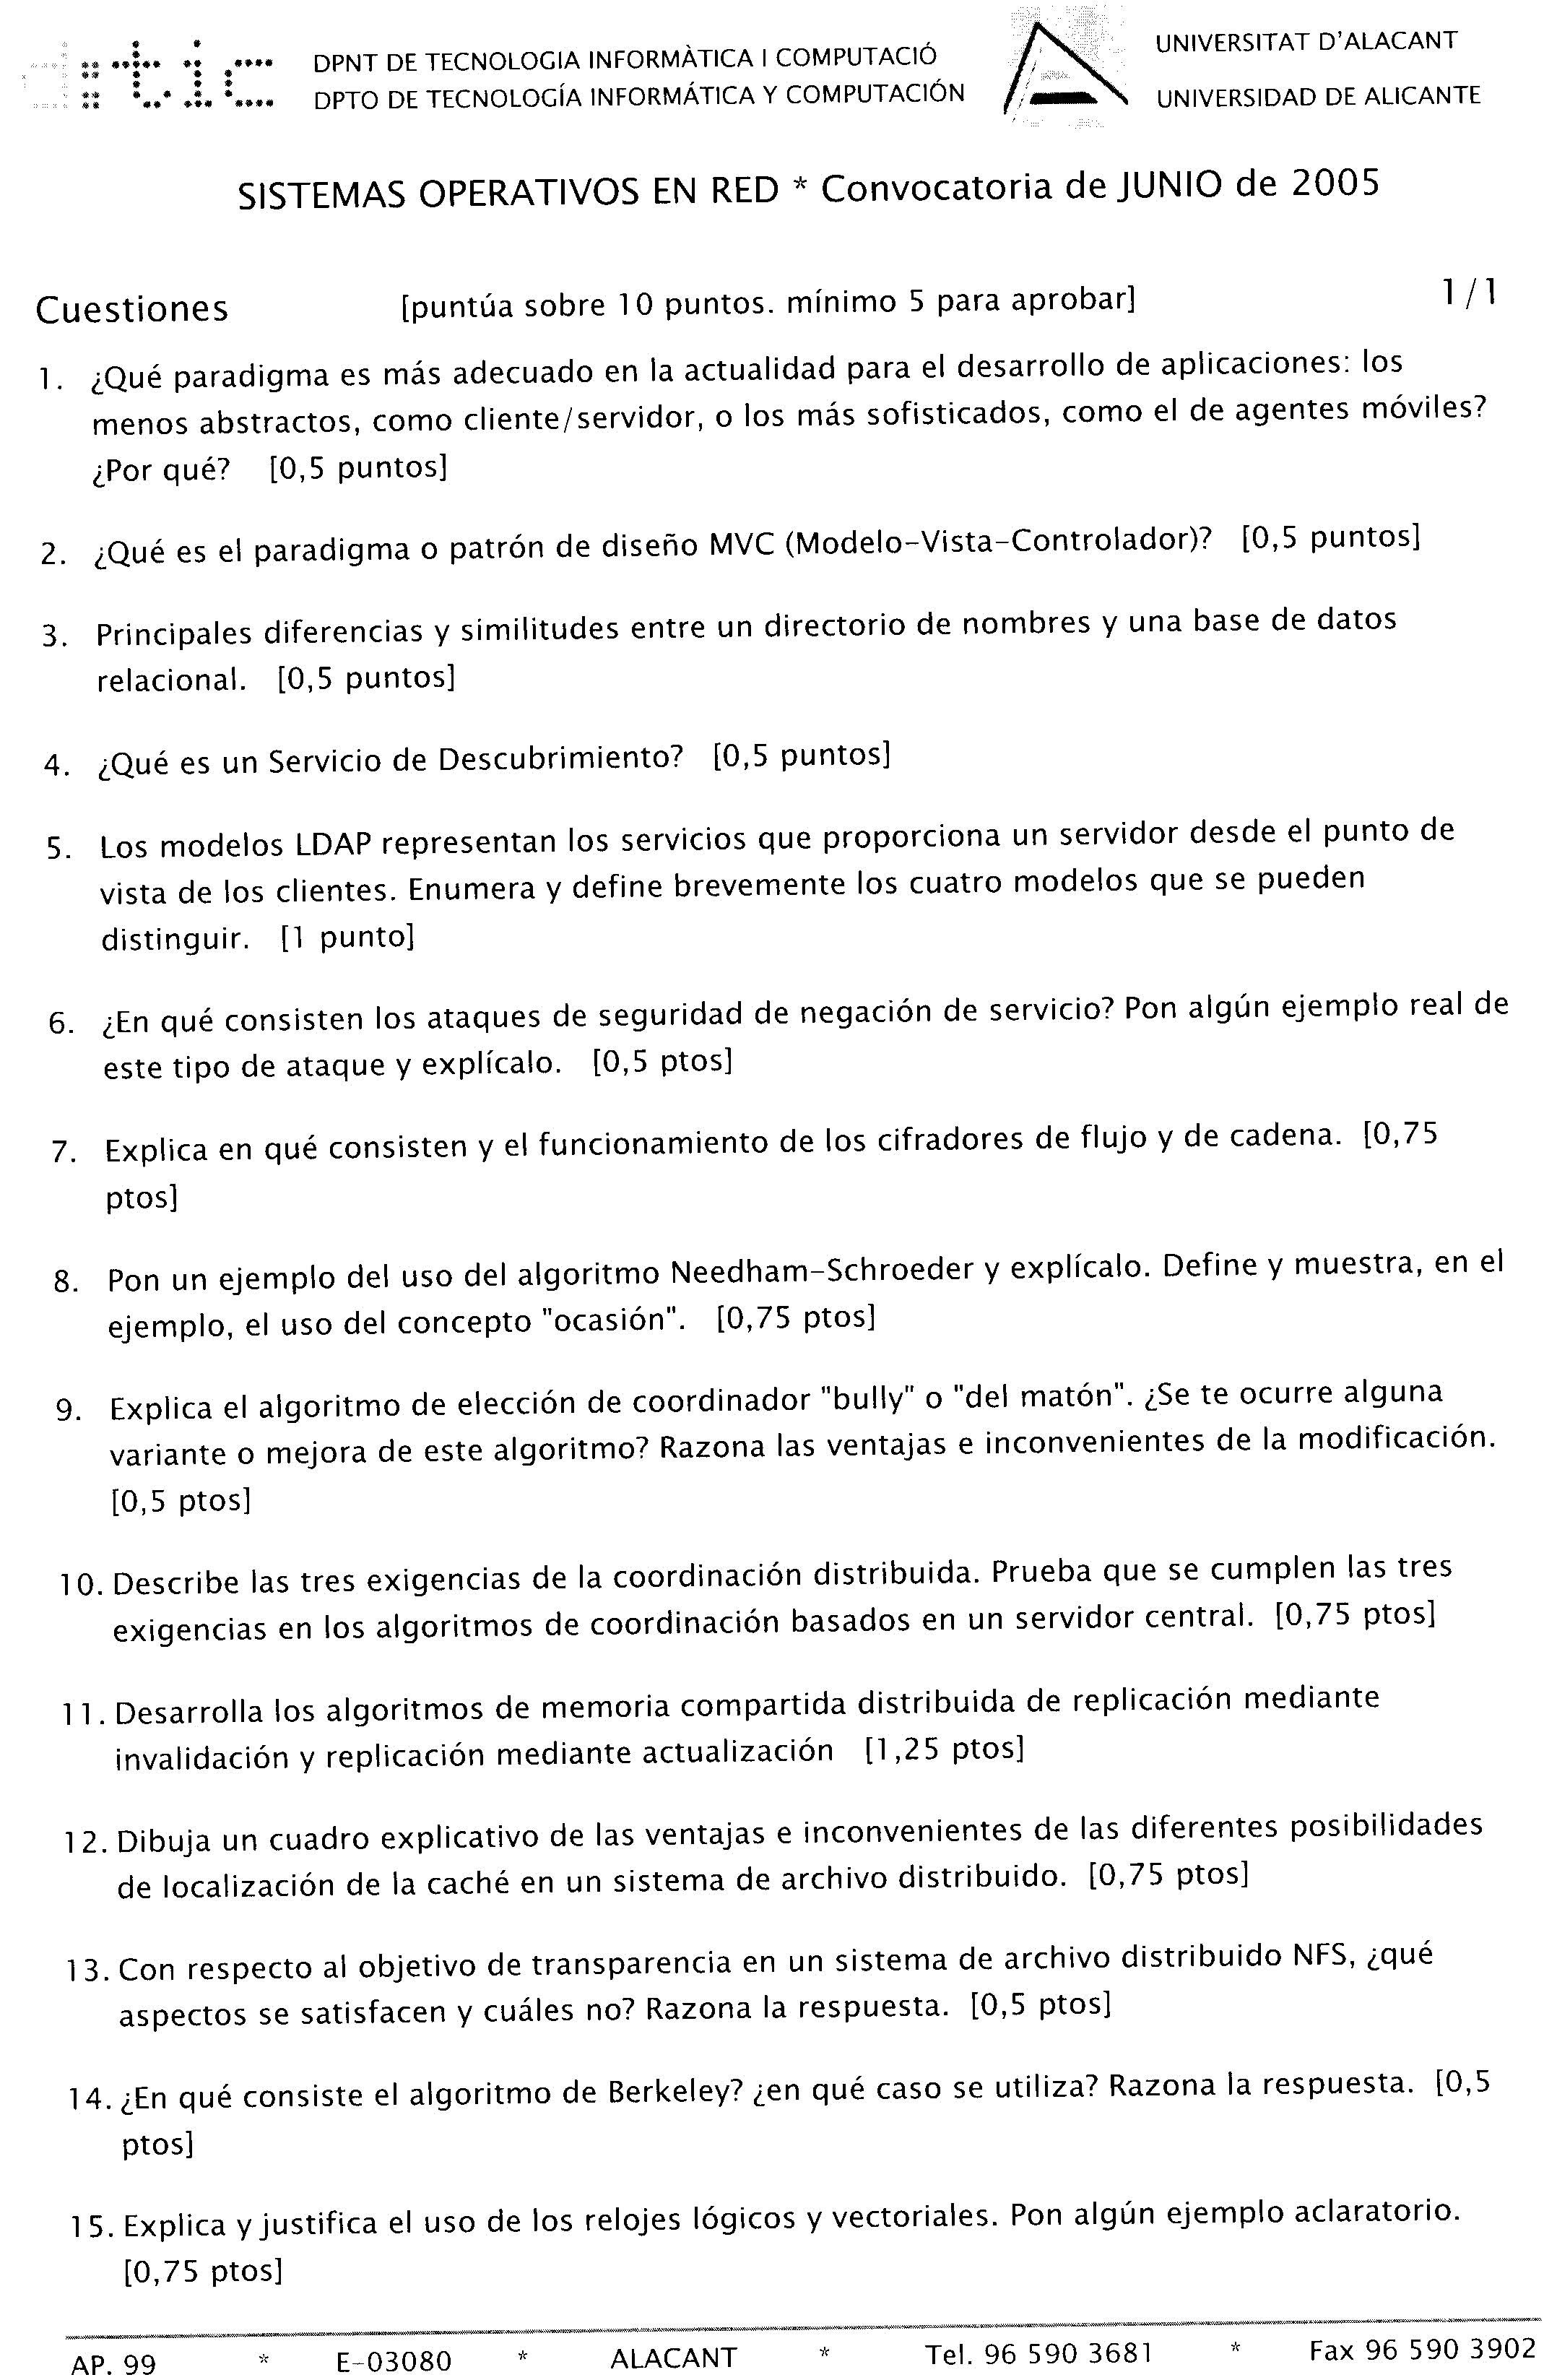 dtic
DPNT DE TECNOLOGIA INFORMÀTICA I COMPUTACIÓ
DPTO DE TECNOLOGÍA INFORMÁTICA Y COMPUTACIÓN
UNIVERSITAT D'ALACANT
UNIVERSIDAD DE ALICANTE
SISTEMAS OPERATIVOS EN RED * Convocatoria de JUNIO de 2005
Cuestiones [puntúa sobre 10 puntos. mínimo 5 para aprobar] 1/1
1. ¿Qué paradigma es más adecuado en la actualidad para el desarrollo de aplicaciones: los
menos abstractos, como cliente/servidor, o los más sofisticados, como el de agentes móviles?
¿Por qué? [0,5 puntos]
2. ¿Qué es el paradigma o patrón de diseño MVC (Modelo-Vista-Controlador)? [0,5 puntos]
3. Principales diferencias y similitudes entre un directorio de nombres y una base de datos
relacional. [0,5 puntos]
4. ¿Qué es un Servicio de Descubrimiento? [0,5 puntos]
5. Los modelos LDAP representan los servicios que proporciona un servidor desde el punto de
vista de los clientes. Enumera y define brevemente los cuatro modelos que se pueden
distinguir. [1 punto]
6. ¿En qué consisten los ataques de seguridad de negación de servicio? Pon algún ejemplo real de
este tipo de ataque y explícalo. [0,5 ptos]
7. Explica en qué consisten y el funcionamiento de los cifradores de flujo y de cadena. [0,75
ptos]
8. Pon un ejemplo del uso del algoritmo Needham-Schroeder y explícalo. Define y muestra, en el
ejemplo, el uso del concepto "ocasión". [0,75 ptos]
9. Explica el algoritmo de elección de coordinador "bully" o "del matón". ¿Se te ocurre alguna
variante o mejora de este algoritmo? Razona las ventajas e inconvenientes de la modificación.
[0,5 ptos]
10. Describe las tres exigencias de la coordinación distribuida. Prueba que se cumplen las tres
exigencias en los algoritmos de coordinación basados en un servidor central. [0,75 ptos]
11. Desarrolla los algoritmos de memoria compartida distribuida de replicación mediante
invalidación y replicación mediante actualización [1,25 ptos]
12. Dibuja un cuadro explicativo de las ventajas e inconvenientes de las diferentes posibilidades
de localización de la caché en un sistema de archivo distribuido. [0,75 ptos]
13. Con respecto al objetivo de transparencia en un sistema de archivo distribuido NFS, ¿qué
aspectos se satisfacen y cuáles no? Razona la respuesta. [0,5 ptos]
14. ¿En qué consiste el algoritmo de Berkeley? ¿en qué caso se utiliza? Razona la respuesta. [0,5
ptos]
15. Explica y justifica el uso de los relojes lógicos y vectoriales. Pon algún ejemplo aclaratorio.
[0,75 ptos]
AP. 99 * E-03080 * ALACANT * Tel. 96 590 3681 * Fax 96 590 3902